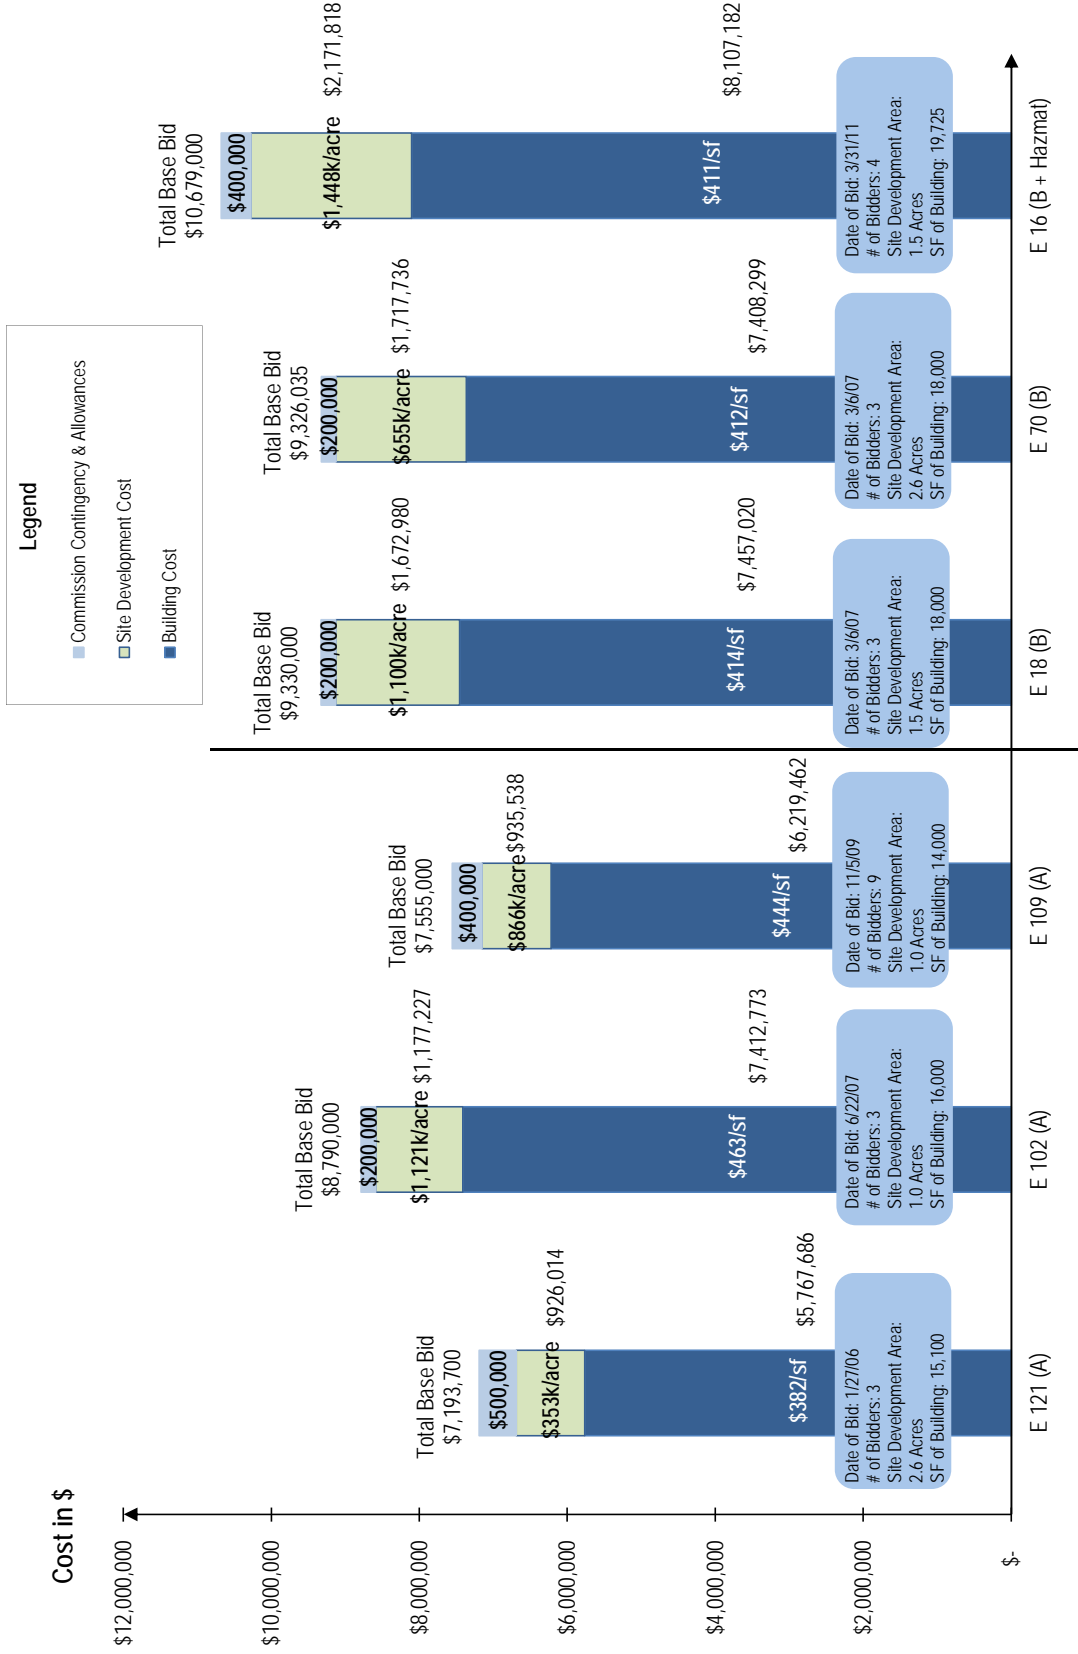 Cost in $
Legend
Commission Contingency & Allowances
Site Development Cost
Building Cost
$12,000,000
$10,000,000
$8,000,000
$6,000,000
$4,000,000
$2,000,000
$-
Total Base Bid
$7,193,700
$500,000
$353k/acre
$926,014
$382/sf
$5,767,686
Date of Bid: 1/27/06
# of Bidders: 3
Site Development Area:
2.6 Acres
SF of Building: 15,100
E 121 (A)
Total Base Bid
$8,790,000
$200,000
$1,121k/acre
$1,177,227
$463/sf
$7,412,773
Date of Bid: 6/22/07
# of Bidders: 3
Site Development Area:
1.0 Acres
SF of Building: 16,000
E 102 (A)
Total Base Bid
$7,555,000
$400,000
$866k/acre
$935,538
$444/sf
$6,219,462
Date of Bid: 11/5/09
# of Bidders: 9
Site Development Area:
1.0 Acres
SF of Building: 14,000
E 109 (A)
Total Base Bid
$9,330,000
$200,000
$1,100k/acre
$1,672,980
$414/sf
$7,457,020
Date of Bid: 3/6/07
# of Bidders: 3
Site Development Area:
1.5 Acres
SF of Building: 18,000
E 18 (B)
Total Base Bid
$9,326,035
$200,000
$655k/acre
$1,717,736
$412/sf
$7,408,299
Date of Bid: 3/6/07
# of Bidders: 3
Site Development Area:
2.6 Acres
SF of Building: 18,000
E 70 (B)
Total Base Bid
$10,679,000
$400,000
$1,448k/acre
$2,171,818
$411/sf
$8,107,182
Date of Bid: 3/31/11
# of Bidders: 4
Site Development Area:
1.5 Acres
SF of Building: 19,725
E 16 (B + Hazmat)